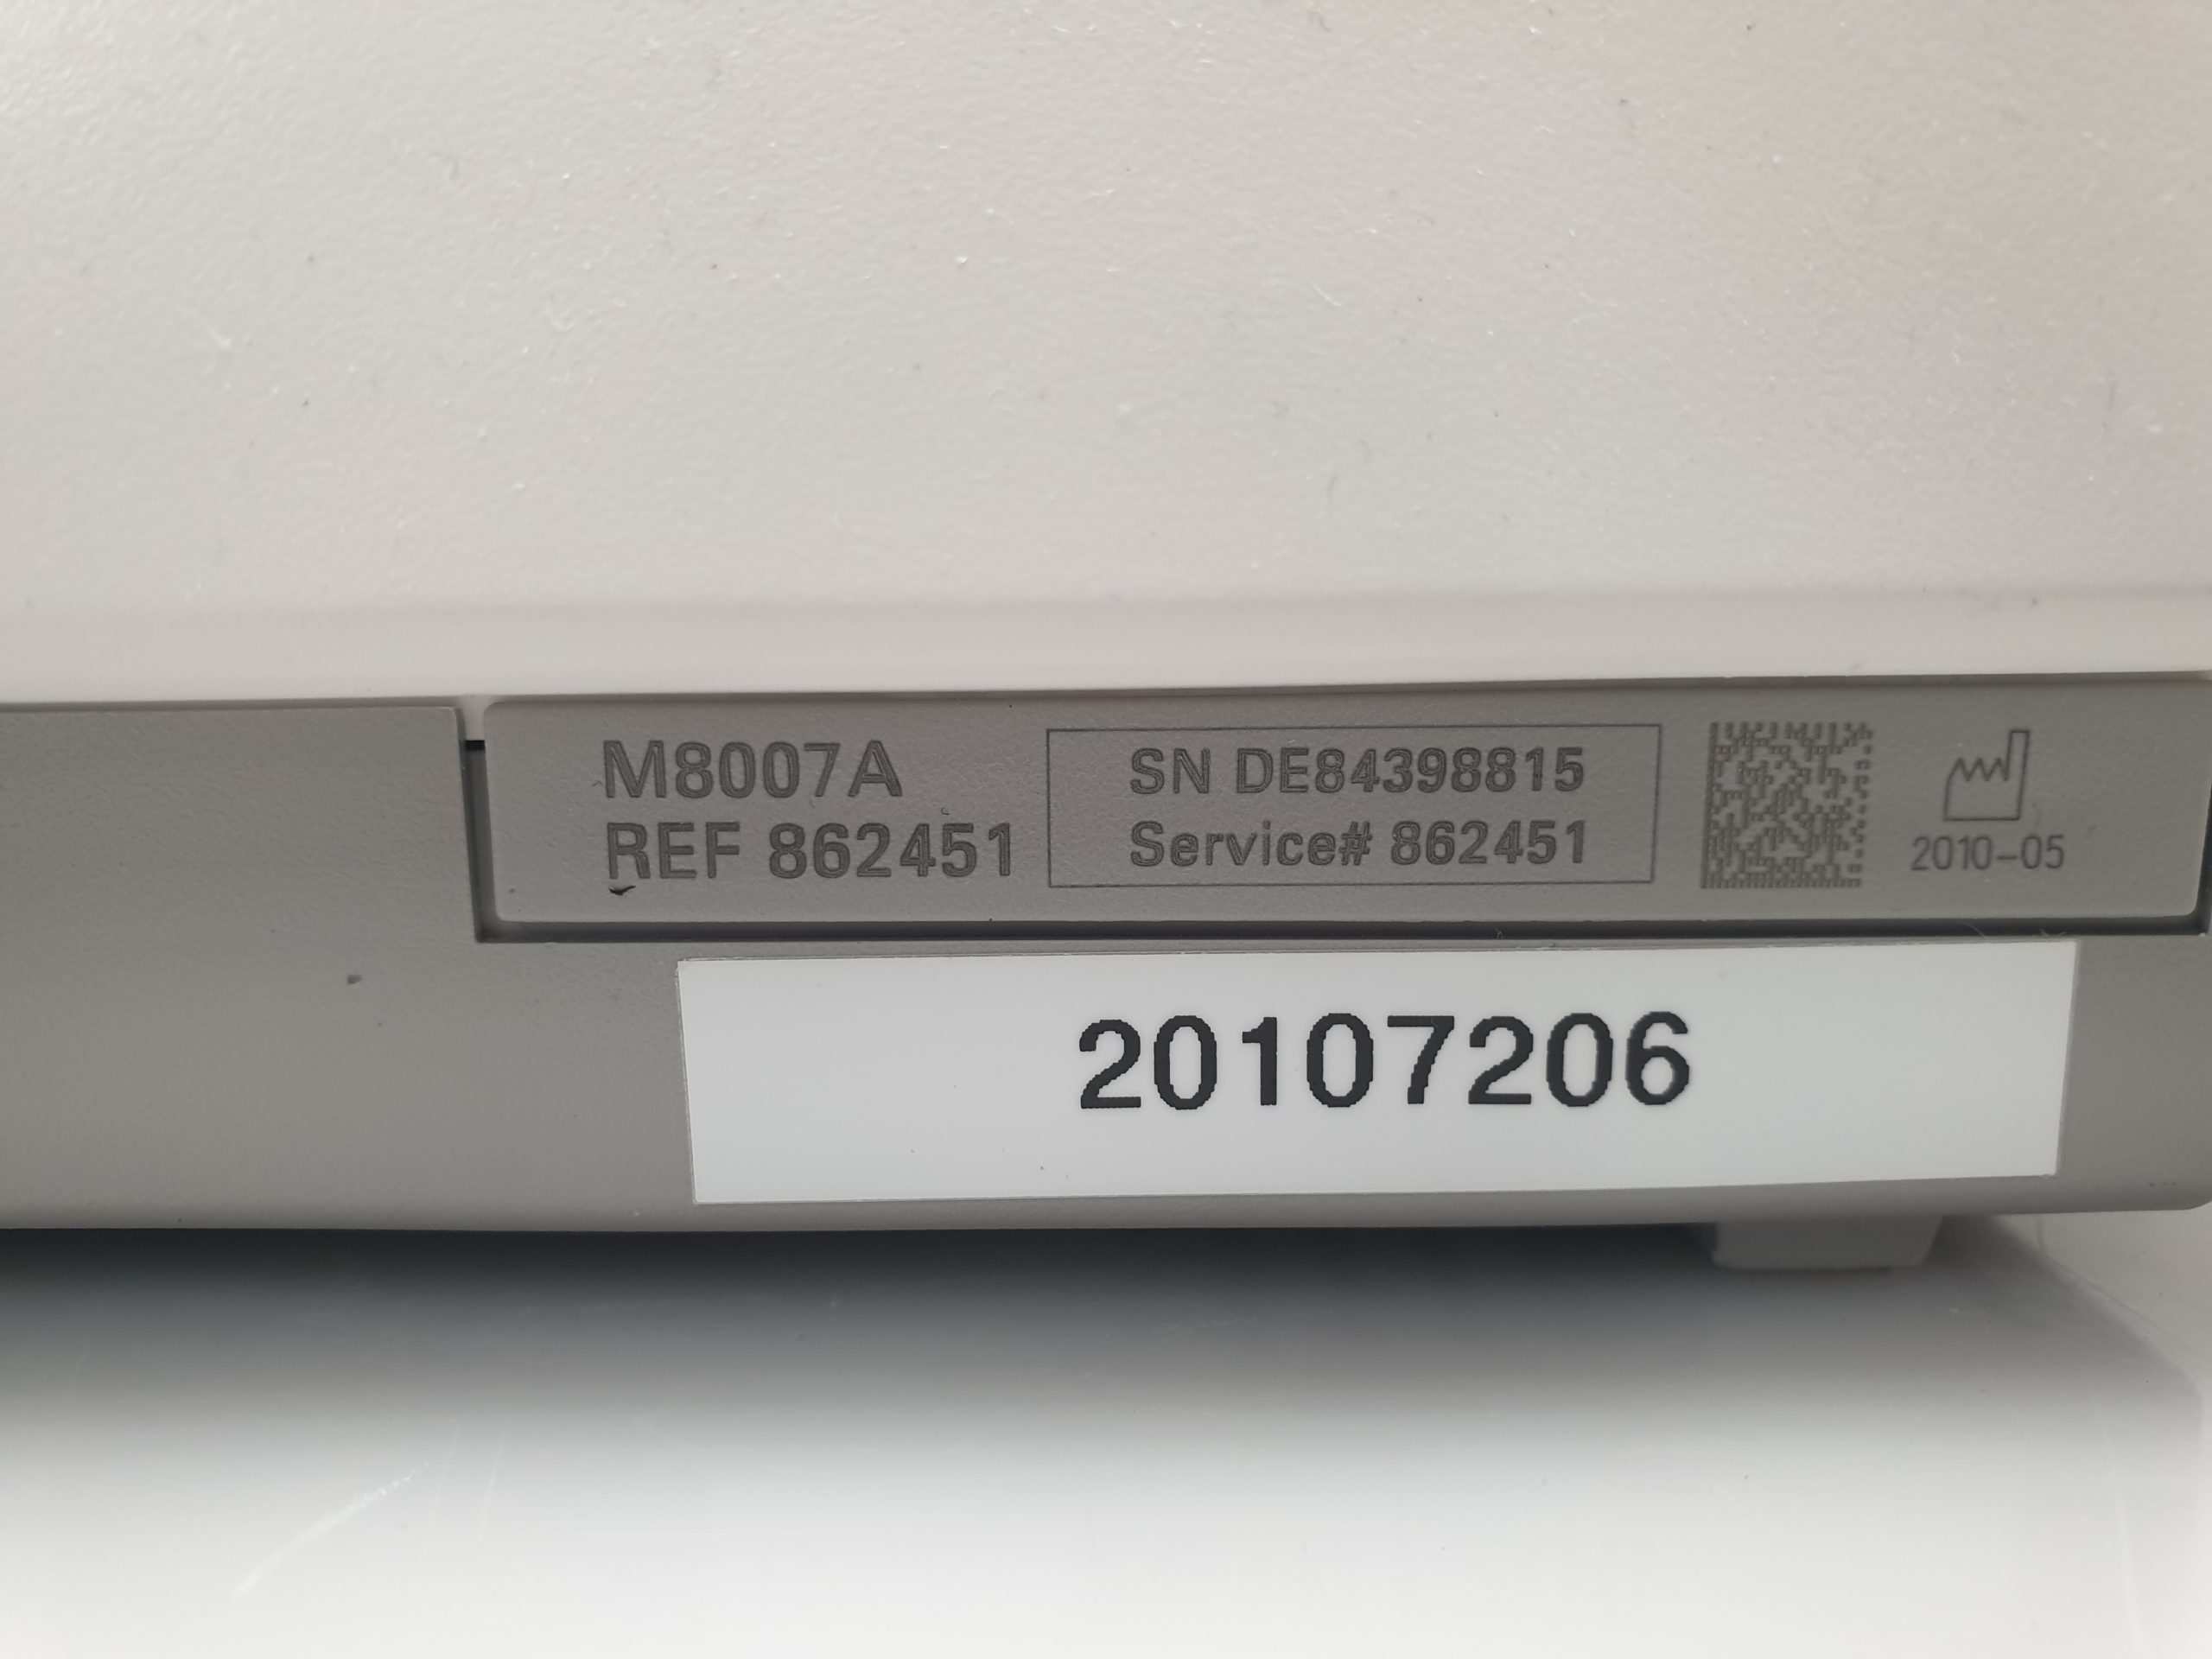 M8007A
REF 862451
SN DE84398815
Service# 862451
2010-05
20107206